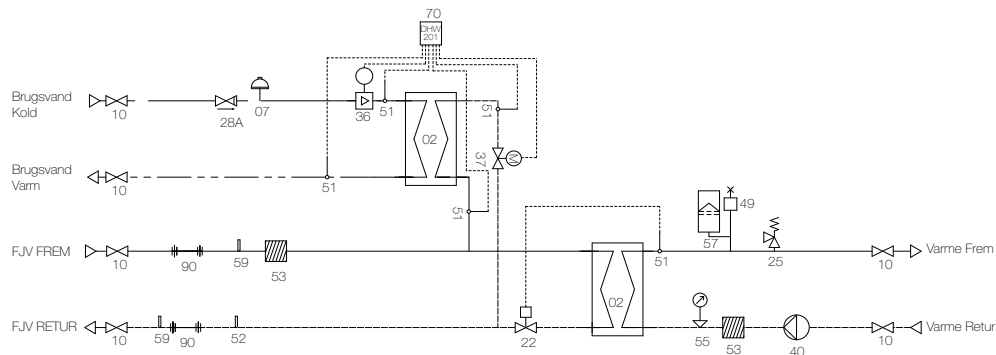 70
DHW
201
Brugsvand
Kold
10
28A
07
36
51
51
02
37
M
Brugsvand
Varm
10
51
51
49
57
25
FJV FREM
10
90
59
53
51
10
Varme Frem
02
FJV RETUR
10
59
90
52
22
55
53
40
10
Varme Retur